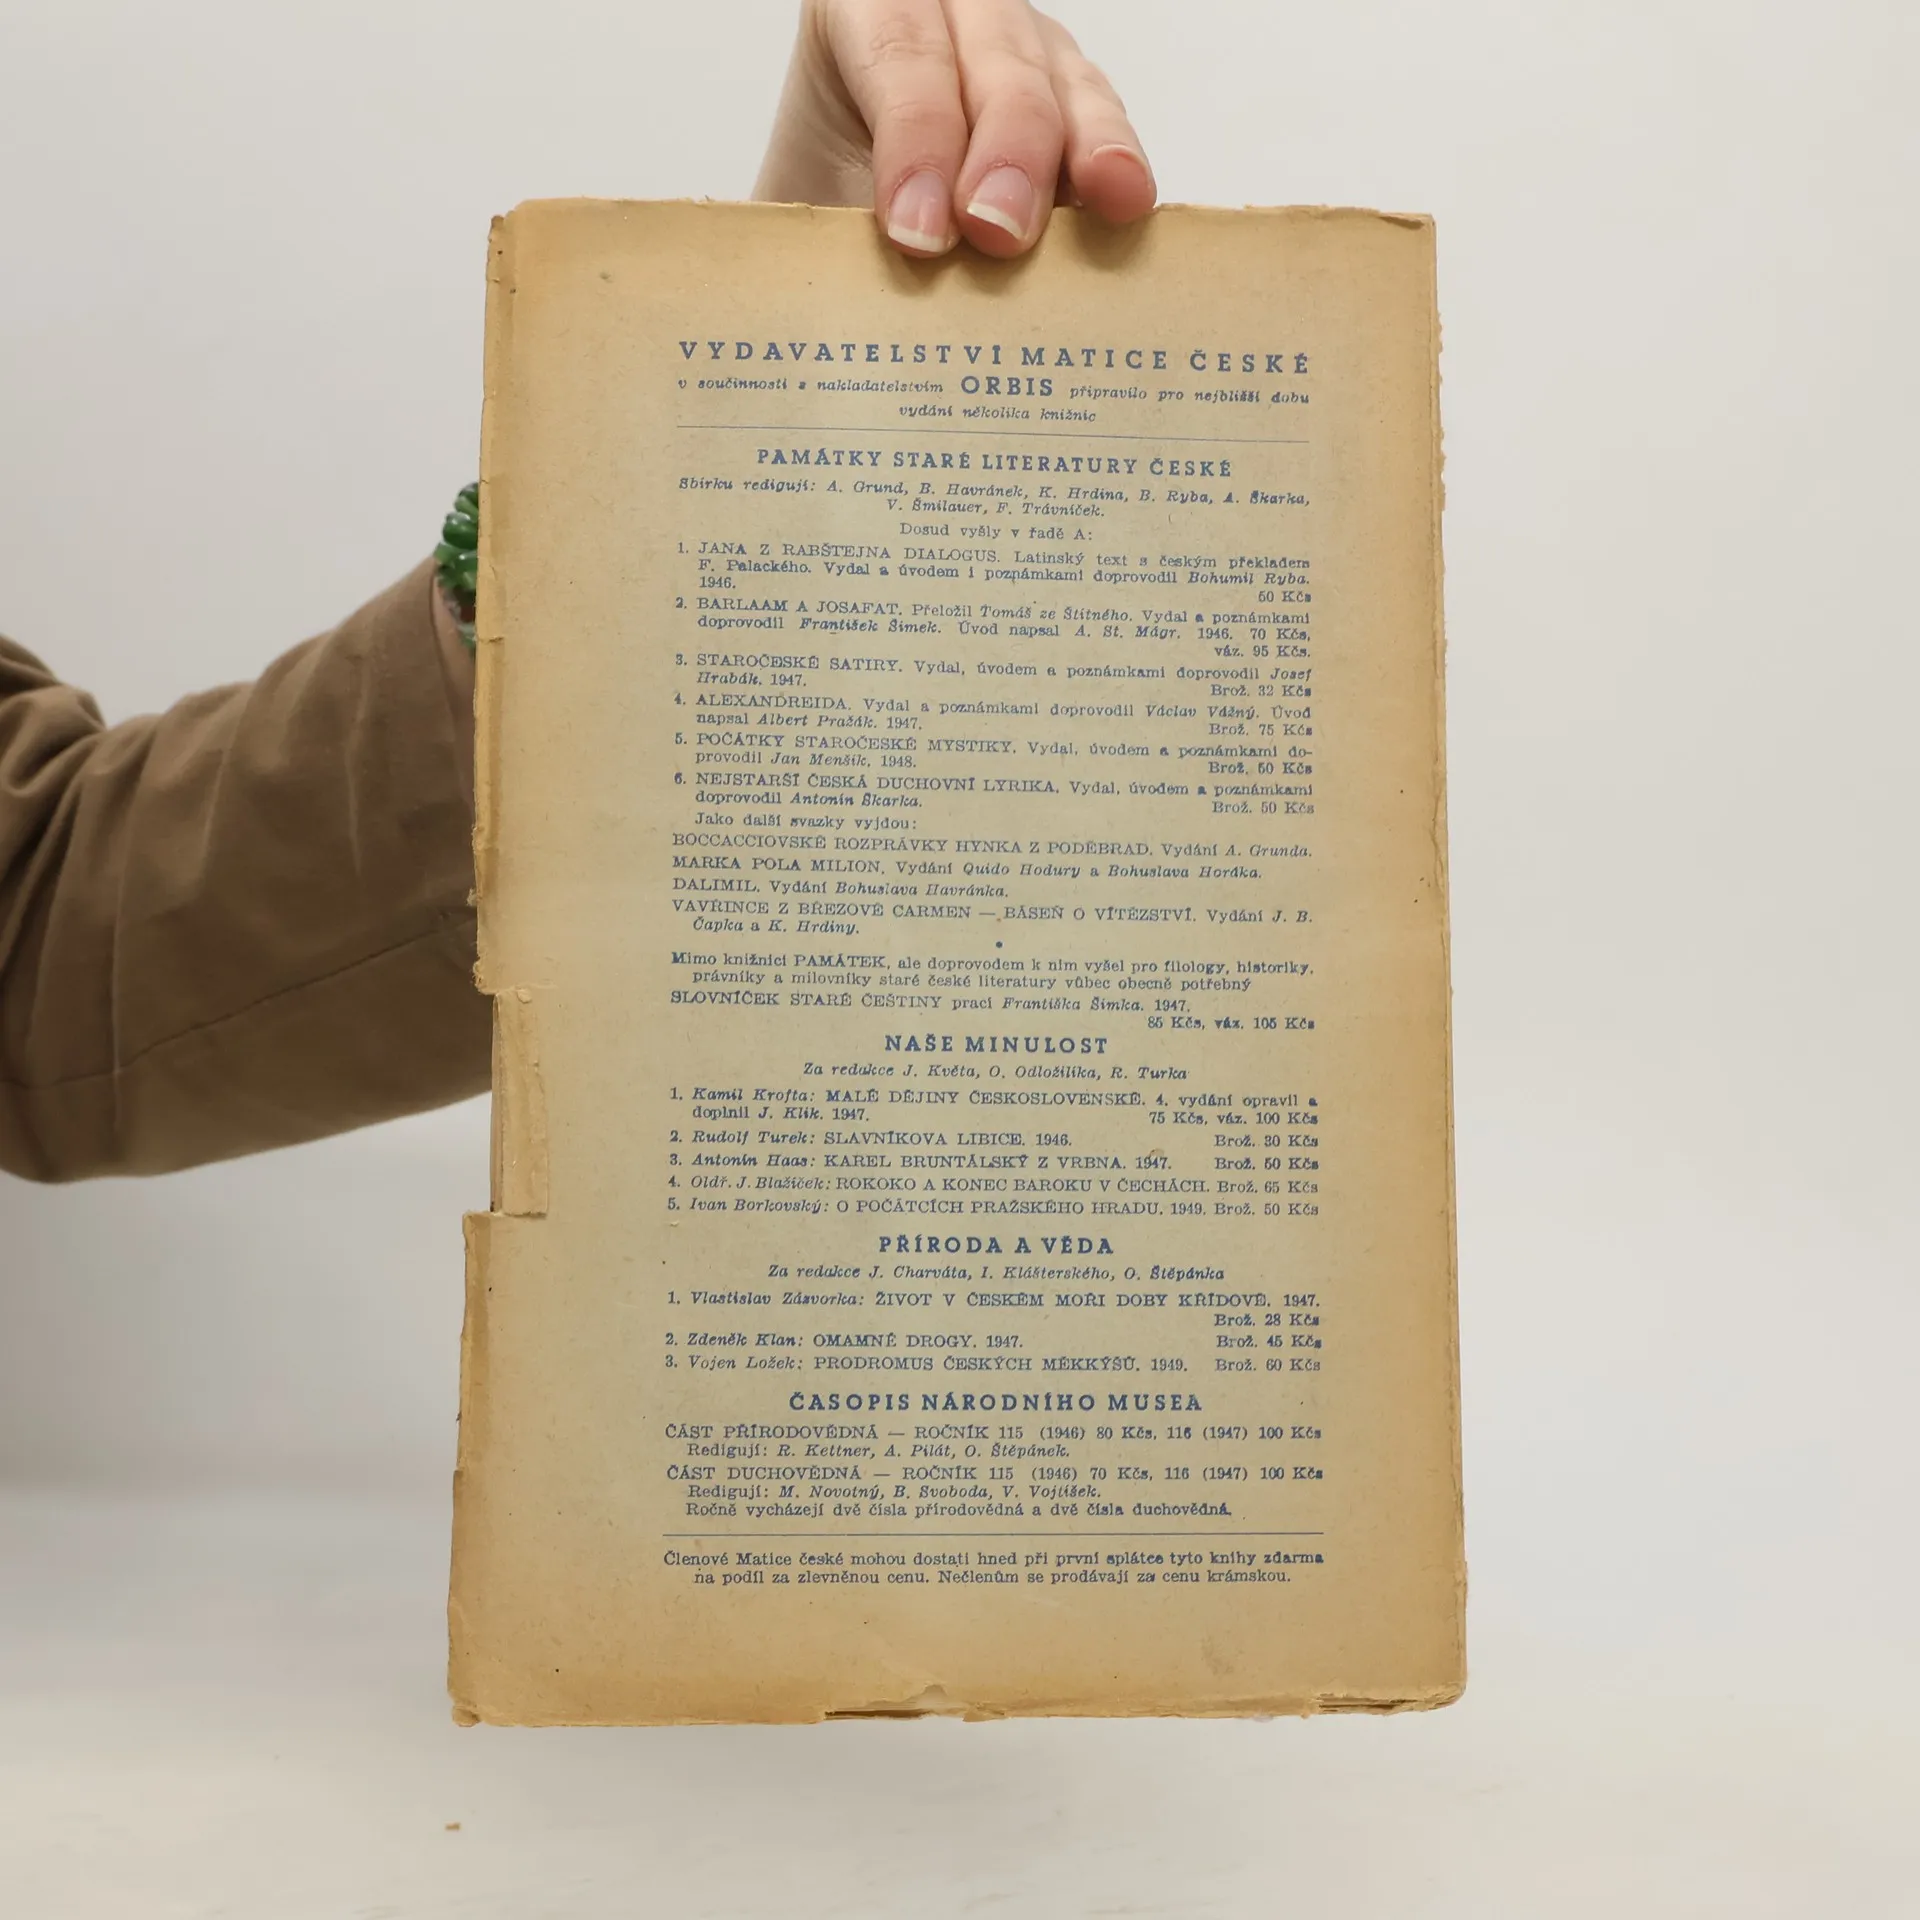 VYDAVATELSTVÍ MATICE ČESKÉ
v součinnosti s nakladatelstvím ORBIS připravilo pro nejbližší dobu
vydání několika knižnic
PAMÁTKY STARÉ LITERATURY ČESKÉ
Sbírku redigují: A. Grund, B. Havránek, K. Hrdina, B. Ryba, A. Škarka,
V. Šmilauer, F. Trávníček.
Dosud vyšly v řadě A:
1. JANA Z RABŠTEJNA DIALOGUS. Latinský text s českým překladem
F. Palackého. Vydal a úvodem i poznámkami doprovodil Bohumil Ryba.
1946. 50 Kčs
2. BARLAAM A JOSAFAT. Přeložil Tomáš ze Štítného. Vydal a poznámkami
doprovodil František Šimek. Úvod napsal A. St. Mágr. 1946. 70 Kčs,
váz. 95 Kčs.
3. STAROČESKÉ SATIRY. Vydal, úvodem a poznámkami doprovodil Josef
Hrabák. 1947. Brož. 32 Kčs
4. ALEXANDREIDA. Vydal a poznámkami doprovodil Václav Vážný. Úvod
napsal Albert Pražák. 1947. Brož. 75 Kčs
5. POČÁTKY STAROČESKÉ MYSTIKY. Vydal, úvodem a poznámkami do-
provodil Jan Menšík. 1948. Brož. 50 Kčs
6. NEJSTARŠÍ ČESKÁ DUCHOVNÍ LYRIKA. Vydal, úvodem a poznámkami
doprovodil Antonín Škarka. Brož. 50 Kčs
Jako další svazky vyjdou:
BOCCACCIOVSKÉ ROZPRÁVKY HYNKA Z PODĚBRAD. Vydání A. Grunda.
MARKA POLA MILION. Vydání Quido Hodury a Bohuslava Horáka.
DALIMIL. Vydání Bohuslava Havránka.
VAVŘINCE Z BŘEZOVÉ CARMEN — BÁSEŇ O VÍTĚZSTVÍ. Vydání J. B.
Čapka a K. Hrdiny.
•
Mimo knižnici PAMÁTEK, ale doprovodem k ním vyšel pro filology, historiky,
právníky a milovníky staré české literatury vůbec obecně potřebný
SLOVNÍČEK STARÉ ČEŠTINY prací Františka Šimka. 1947.
85 Kčs, váz. 105 Kčs
NAŠE MINULOST
Za redakce J. Květa, O. Odložilíka, R. Turka
1. Kamil Krofta: MALÉ DĚJINY ČESKOSLOVENSKÉ. 4. vydání opravil a
doplnil J. Klik. 1947. 75 Kčs, váz. 100 Kčs
2. Rudolf Turek: SLAVNÍKOVA LIBICE. 1946. Brož. 30 Kčs
3. Antonín Haas: KAREL BRUNTÁLSKÝ Z VRBNA. 1947. Brož. 50 Kčs
4. Oldř. J. Blažíček: ROKOKO A KONEC BAROKU V ČECHÁCH. Brož. 65 Kčs
5. Ivan Borkovský: O POČÁTCÍCH PRAŽSKÉHO HRADU. 1949. Brož. 50 Kčs
PŘÍRODA A VĚDA
Za redakce J. Charváta, I. Klášterského, O. Štěpánka
1. Vlastislav Zázvorka: ŽIVOT V ČESKÉM MOŘI DOBY KŘÍDOVÉ. 1947.
Brož. 28 Kčs
2. Zdeněk Klan: OMAMNÉ DROGY. 1947. Brož. 45 Kčs
3. Vojen Ložek: PRODROMUS ČESKÝCH MĚKKÝŠŮ. 1949. Brož. 60 Kčs
ČASOPIS NÁRODNÍHO MUSEA
ČÁST PŘÍRODOVĚDNÁ — ROČNÍK 115 (1946) 80 Kčs, 116 (1947) 100 Kčs
Redigují: R. Kettner, A. Pilát, O. Štěpánek.
ČÁST DUCHOVĚDNÁ — ROČNÍK 115 (1946) 70 Kčs, 116 (1947) 100 Kčs
Redigují: M. Novotný, B. Svoboda, V. Vojtíšek.
Ročně vycházejí dvě čísla přírodovědná a dvě čísla duchovědná.
Členové Matice české mohou dostati hned při první splátce tyto knihy zdarma
na podíl za zlevněnou cenu. Nečlenům se prodávají za cenu krámskou.